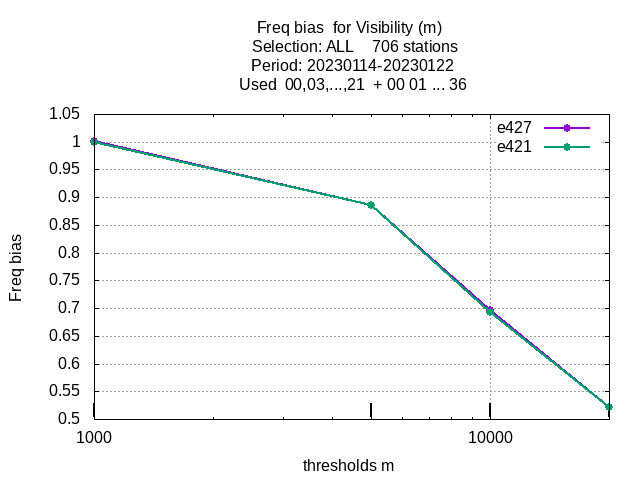 Freq bias  for Visibility (m)
Selection: ALL    706 stations
Period: 20230114-20230122
Used  00,03,...,21  + 00 01 ... 36
e427
e421
1.05
1
0.95
0.9
0.85
0.8
0.75
0.7
0.65
0.6
0.55
0.5
Freq bias
1000
10000
thresholds m